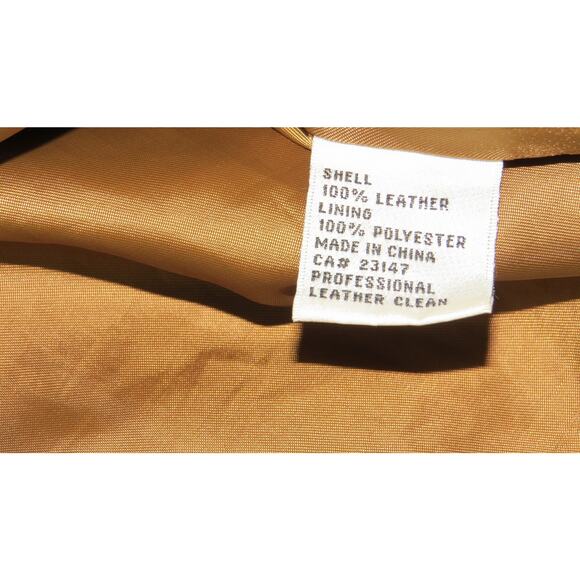 SHELL
100% LEATHER
LINING
100% POLYESTER
MADE IN CHINA
CA# 23147
PROFESSIONAL
LEATHER CLEAN